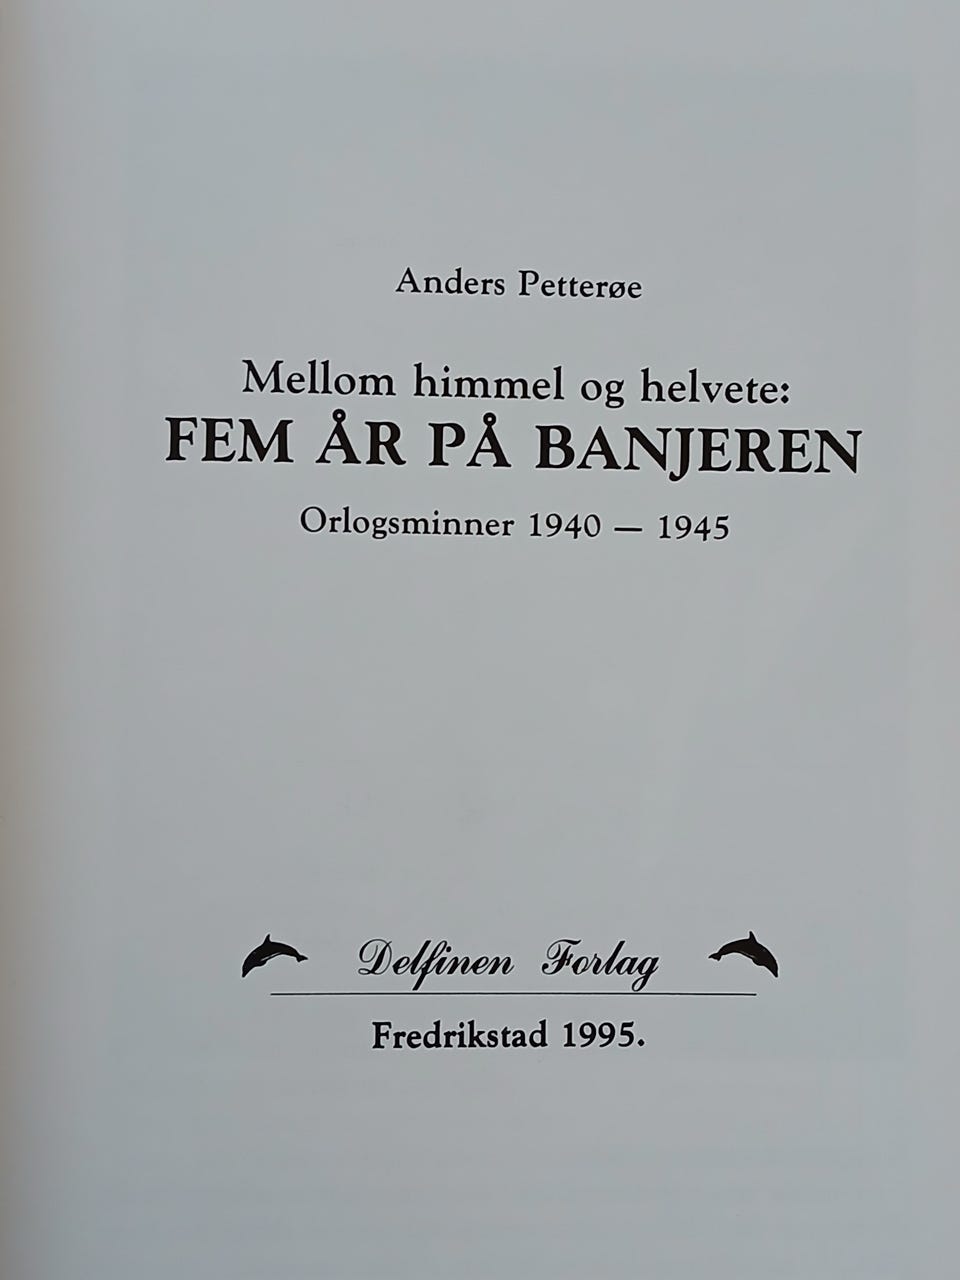 Anders Petterøe
Mellom himmel og helvete:
FEM ÅR PÅ BANJEREN
Orlogsminner 1940 — 1945
Delfinen Forlag
Fredrikstad 1995.